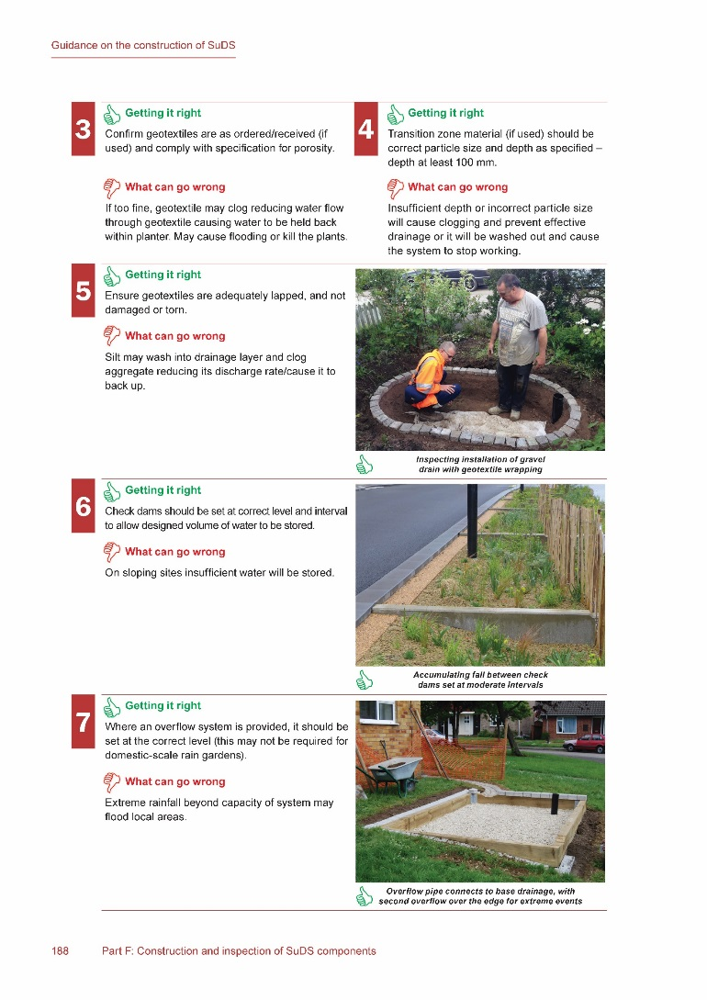 Guidance on the construction of SuDS
3
Getting it right
Confirm geotextiles are as ordered/received (if
used) and comply with specification for porosity.
What can go wrong
If too fine, geotextile may clog reducing water flow
through geotextile causing water to be held back
within planter. May cause flooding or kill the plants.
4
Getting it right
Transition zone material (if used) should be
correct particle size and depth as specified –
depth at least 100 mm.
What can go wrong
Insufficient depth or incorrect particle size
will cause clogging and prevent effective
drainage or it will be washed out and cause
the system to stop working.
5
Getting it right
Ensure geotextiles are adequately lapped, and not
damaged or torn.
What can go wrong
Silt may wash into drainage layer and clog
aggregate reducing its discharge rate/cause it to
back up.
Inspecting installation of gravel
drain with geotextile wrapping
6
Getting it right
Check dams should be set at correct level and interval
to allow designed volume of water to be stored.
What can go wrong
On sloping sites insufficient water will be stored.
Accumulating fall between check
dams set at moderate intervals
7
Getting it right
Where an overflow system is provided, it should be
set at the correct level (this may not be required for
domestic-scale rain gardens).
What can go wrong
Extreme rainfall beyond capacity of system may
flood local areas.
Overflow pipe connects to base drainage, with
second overflow over the edge for extreme events
188 Part F: Construction and inspection of SuDS components